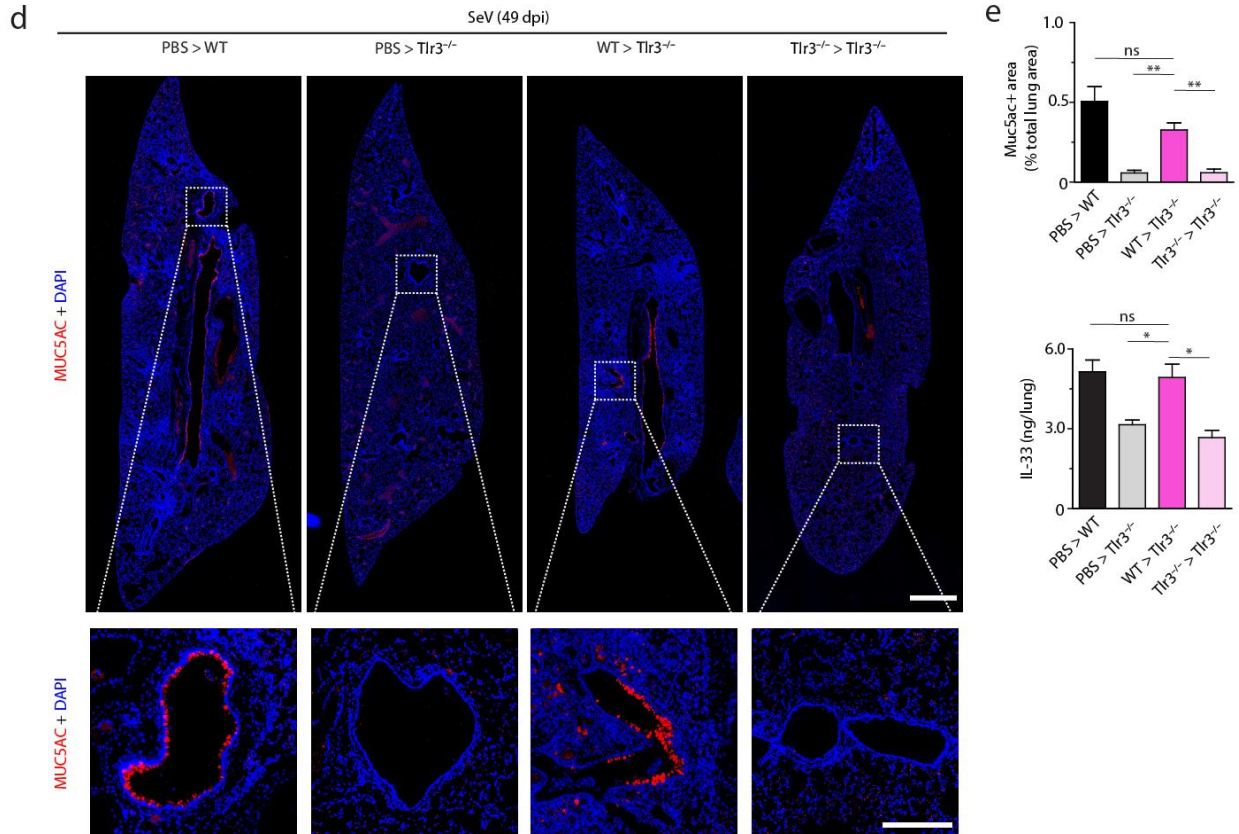 d
SeV (49 dpi)
PBS > WT
PBS > Tlr3⁻/⁻
WT > Tlr3⁻/⁻
Tlr3⁻/⁻ > Tlr3⁻/⁻
MUC5AC + DAPI
MUC5AC + DAPI
e
Muc5ac+ area
(% total lung area)
1.0
0.5
0
ns
**
**
PBS > WT
PBS > Tlr3⁻/⁻
WT > Tlr3⁻/⁻
Tlr3⁻/⁻ > Tlr3⁻/⁻
IL-33 (ng/lung)
6.0
3.0
0
ns
*
*
PBS > WT
PBS > Tlr3⁻/⁻
WT > Tlr3⁻/⁻
Tlr3⁻/⁻ > Tlr3⁻/⁻